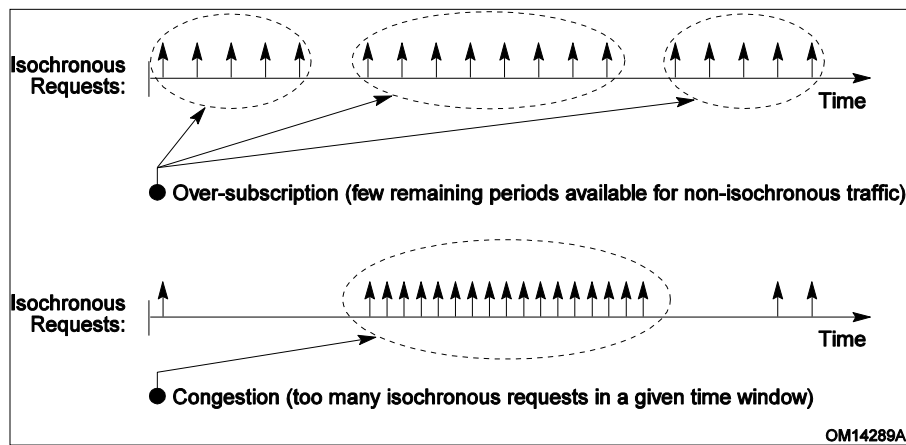 Isochronous
Requests:
Time
Over-subscription (few remaining periods available for non-isochronous traffic)
Isochronous
Requests:
Time
Congestion (too many isochronous requests in a given time window)
OM14289A